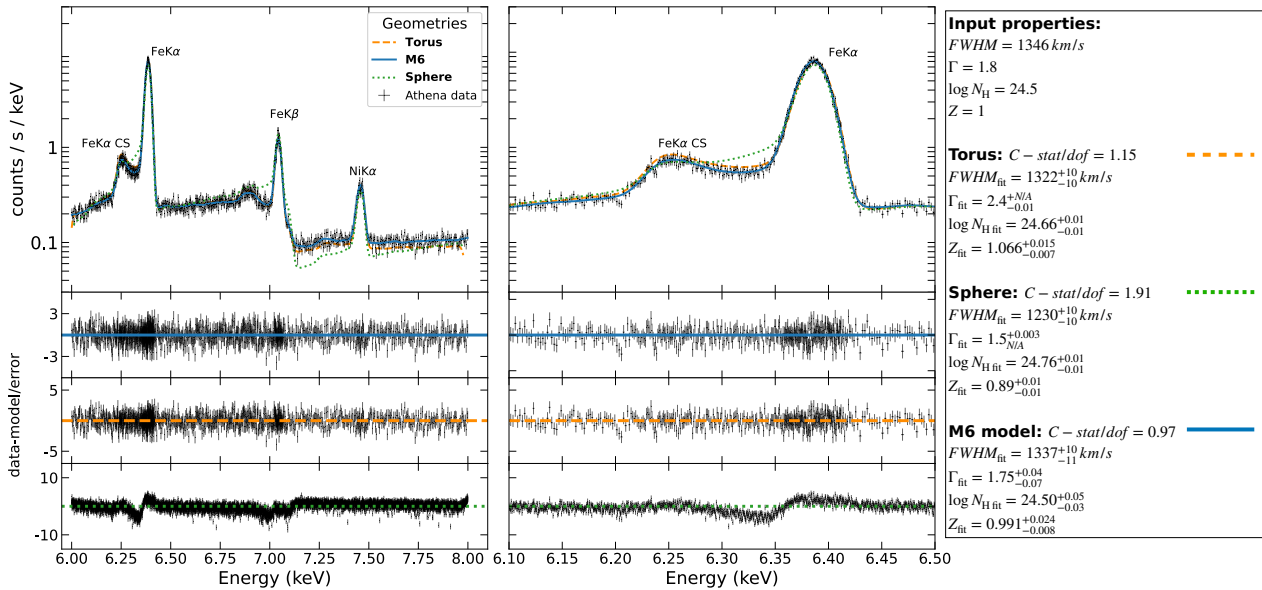 Geometries
Torus
M6
Sphere
Athena data
FeKα
FeKβ
FeKα CS
NiKα
counts / s / keV
1
0.1
3
-3
5
-5
10
-10
data-model/error
6.00 6.25 6.50 6.75 7.00 7.25 7.50 7.75 8.00
Energy (keV)
FeKα
FeKα CS
6.10 6.15 6.20 6.25 6.30 6.35 6.40 6.45 6.50
Energy (keV)
Input properties:
FWHM = 1346 km/s
Γ = 1.8
log N_H = 24.5
Z = 1
Torus: C − stat/dof = 1.15
FWHM_fit = 1322^{+10}_{−10} km/s
Γ_fit = 2.4^{+N/A}_{−0.01}
log N_{H fit} = 24.66^{+0.01}_{−0.01}
Z_fit = 1.066^{+0.015}_{−0.007}
Sphere: C − stat/dof = 1.91
FWHM_fit = 1230^{+10}_{−10} km/s
Γ_fit = 1.5^{+0.003}_{N/A}
log N_{H fit} = 24.76^{+0.01}_{−0.01}
Z_fit = 0.89^{+0.01}_{−0.01}
M6 model: C − stat/dof = 0.97
FWHM_fit = 1337^{+10}_{−11} km/s
Γ_fit = 1.75^{+0.04}_{−0.07}
log N_{H fit} = 24.50^{+0.05}_{−0.03}
Z_fit = 0.991^{+0.024}_{−0.008}